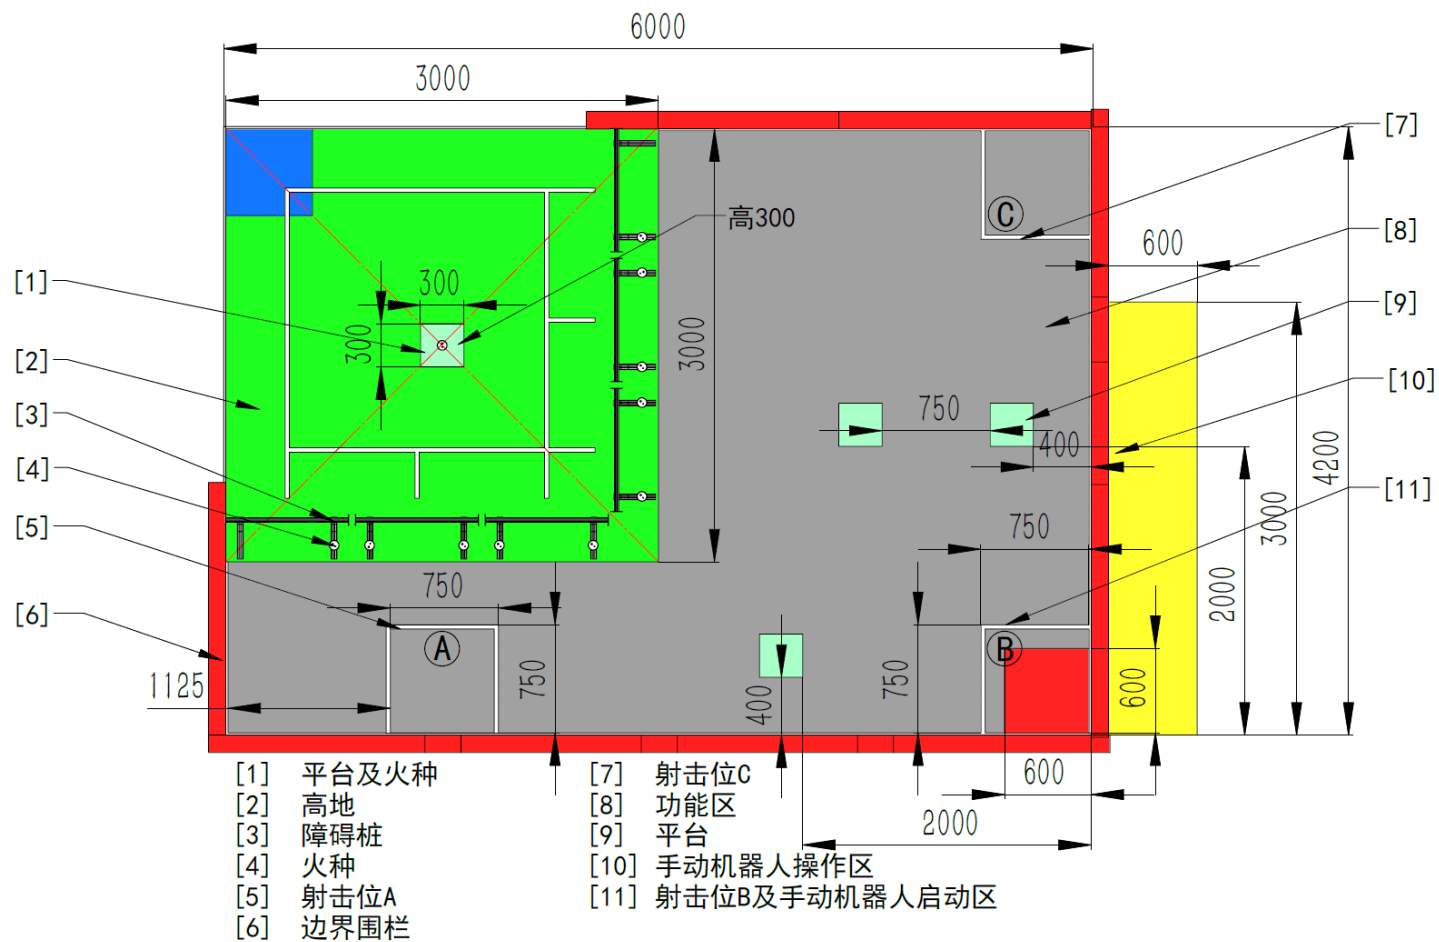 6000
3000
[7]
高300
C
[8]
600
[1]
300
[9]
300
3000
[2]
[10]
750
[3]
400
4200
[4]
[11]
3000
[5]
750
2000
750
[6]
A
B
1125
750
400
750
600
600
2000
[1] 平台及火种
[2] 高地
[3] 障碍桩
[4] 火种
[5] 射击位A
[6] 边界围栏
[7] 射击位C
[8] 功能区
[9] 平台
[10] 手动机器人操作区
[11] 射击位B及手动机器人启动区